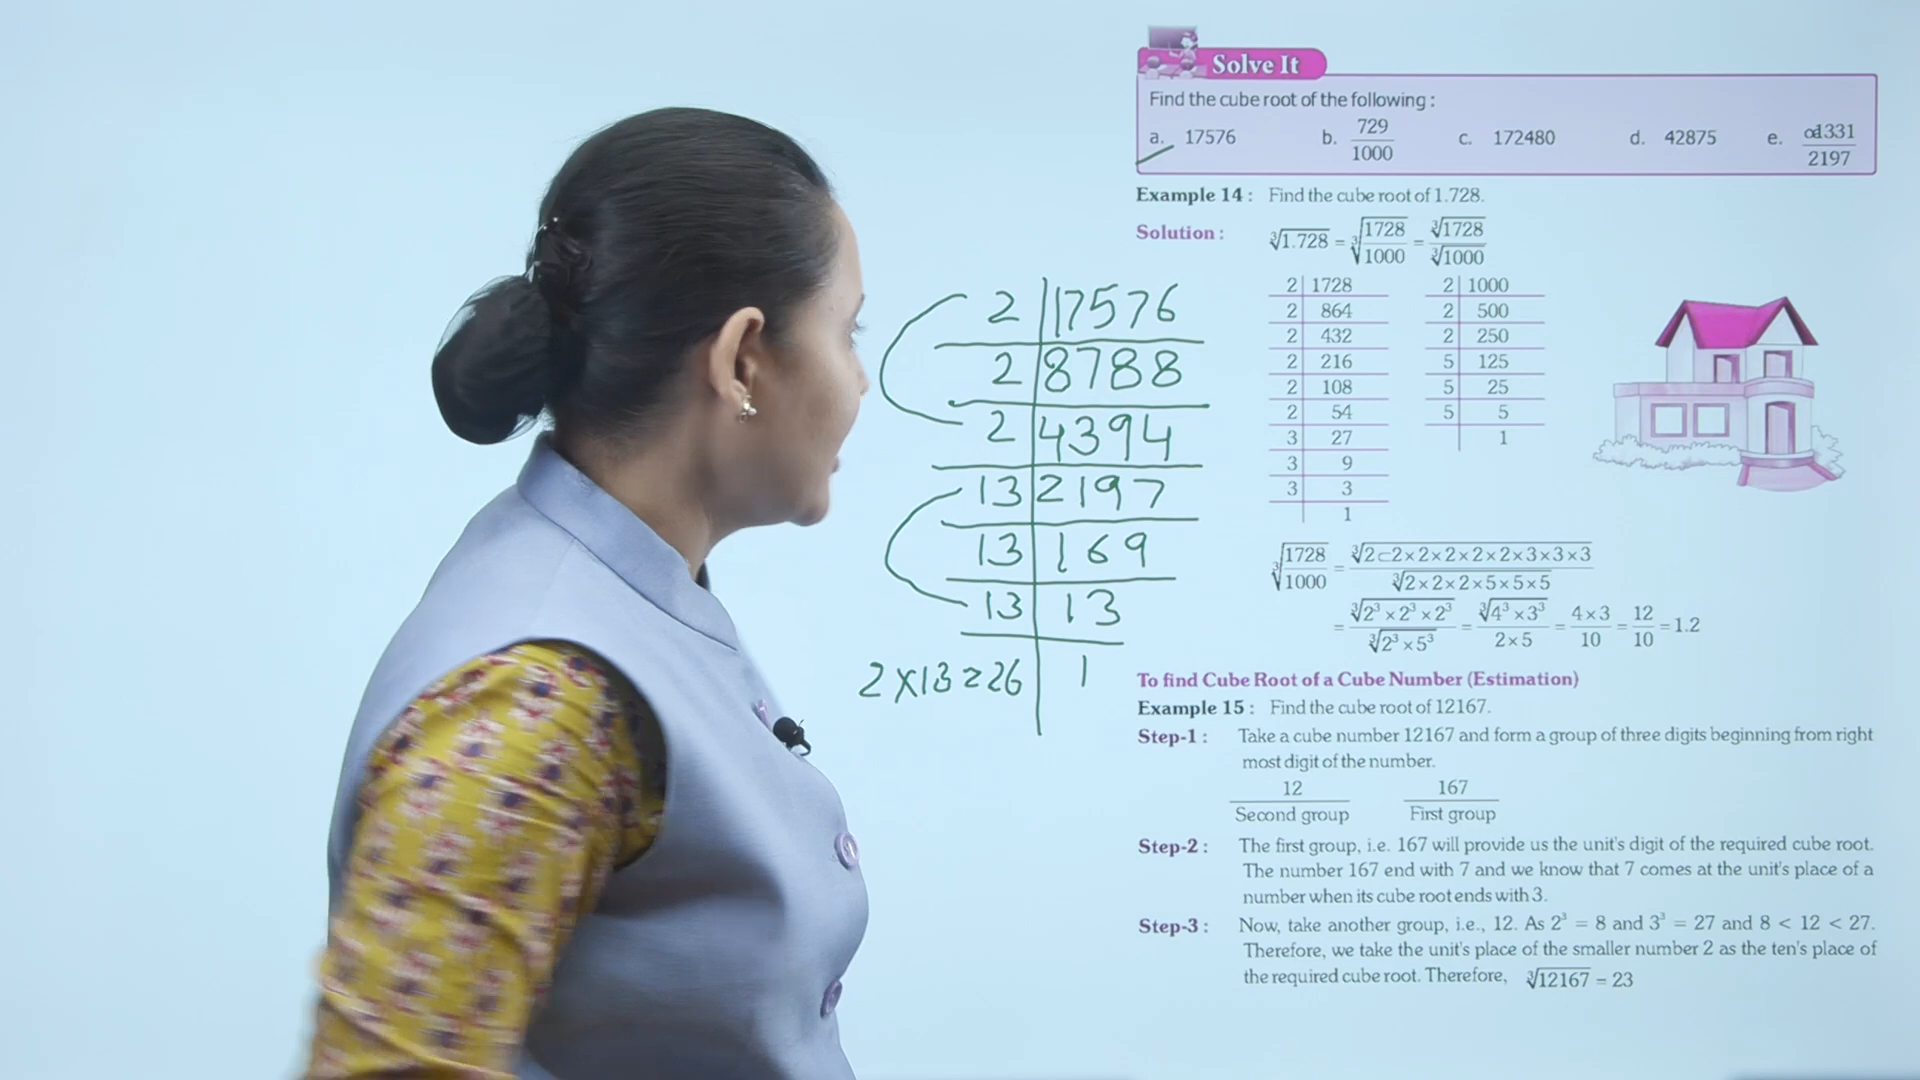 Solve It
Find the cube root of the following :
a. 17576 b. 729/1000 c. 172480 d. 42875 e. 1331/2197
Example 14 : Find the cube root of 1.728.
Solution : ∛1.728 = ∛(1728/1000) = ∛1728/∛1000
2 | 1728 2 | 1000
2 | 864 2 | 500
2 | 432 2 | 250
2 | 216 5 | 125
2 | 108 5 | 25
2 | 54 5 | 5
3 | 27 | 1
3 | 9
3 | 3
| 1
∛(1728/1000) = ∛(2⊂2×2×2×2×2×3×3×3)/∛(2×2×2×5×5×5)
= ∛(2³×2³×2³)/∛(2³×5³) = ∛(4³×3³)/(2×5) = (4×3)/10 = 12/10 = 1.2
To find Cube Root of a Cube Number (Estimation)
Example 15 : Find the cube root of 12167.
Step-1 : Take a cube number 12167 and form a group of three digits beginning from right
most digit of the number.
12 167
Second group First group
Step-2 : The first group, i.e. 167 will provide us the unit's digit of the required cube root.
The number 167 end with 7 and we know that 7 comes at the unit's place of a
number when its cube root ends with 3.
Step-3 : Now, take another group, i.e., 12. As 2³ = 8 and 3³ = 27 and 8 < 12 < 27.
Therefore, we take the unit's place of the smaller number 2 as the ten's place of
the required cube root. Therefore, ∛12167 = 23
2 | 17576
2 | 8788
2 | 4394
13 | 2197
13 | 169
13 | 13
2×13=26 | 1